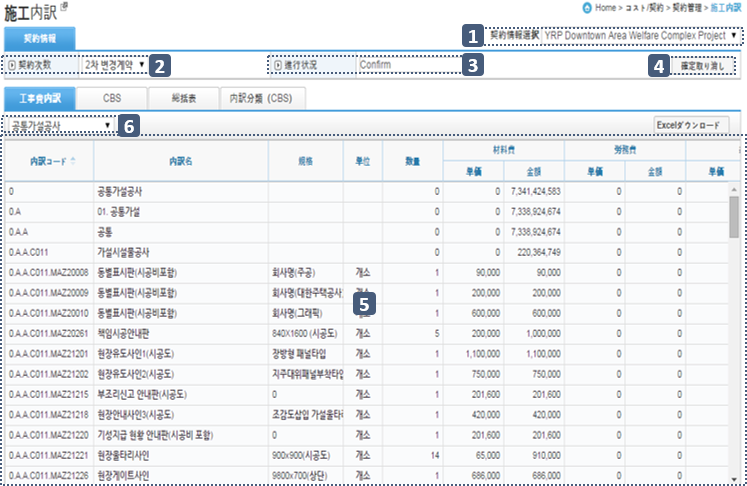 施工内訳
Home > コスト/契約 > 契約管理 > 施工内訳
契約情報
1 契約情報選択 YRP Downtown Area Welfare Complex Project
契約次数 2차 변경계약 2 進行状況 Confirm 3 4 確定取り消し
工事費内訳 CBS 総括表 内訳分類 (CBS)
공통가설공사 6 Excelダウンロード
内訳コード 内訳名 規格 単位 数量 材料費 労務費
単価 金額 単価 金額 単価
0 공통가설공사 0 0 7,341,424,583 0 0
0.A 01. 공통가설 0 0 7,338,924,674 0 0
0.A.A 공통 0 0 7,338,924,674 0 0
0.A.A.C011 가설시설물공사 0 0 220,364,749 0 0
0.A.A.C011.MAZ20008 동별표시판(시공비포함) 회사명(주공) 개소 1 90,000 90,000 0 0
0.A.A.C011.MAZ20009 동별표시판(시공비포함) 회사명(대한주택공사 개소 1 200,000 200,000 0 0
0.A.A.C011.MAZ20010 동별표시판(시공비포함) 회사명(그래픽) 5 1 600,000 600,000 0 0
0.A.A.C011.MAZ20261 책임시공안내판 840X1600 (시공도) 개소 5 200,000 1,000,000 0 0
0.A.A.C011.MAZ21201 현장유도사인1(시공도) 장방형 패널타입 개소 1 1,100,000 1,100,000 0 0
0.A.A.C011.MAZ21202 현장유도사인2(시공도) 지주대위패널부착타입 개소 1 750,000 750,000 0 0
0.A.A.C011.MAZ21215 부조리신고 안내판(시공도) 0 개소 1 201,600 201,600 0 0
0.A.A.C011.MAZ21218 현장안내사인3(시공도) 조감도삽입 가설울타리 개소 1 420,000 420,000 0 0
0.A.A.C011.MAZ21220 기성지급 현황 안내판(시공비 포함) 0 개소 1 201,600 201,600 0 0
0.A.A.C011.MAZ21221 현장울타리사인 900x900(시공도) 개소 14 65,000 910,000 0 0
0.A.A.C011.MAZ21226 현장게이트사인 9800x700(상단) 개소 1 686,000 686,000 0 0